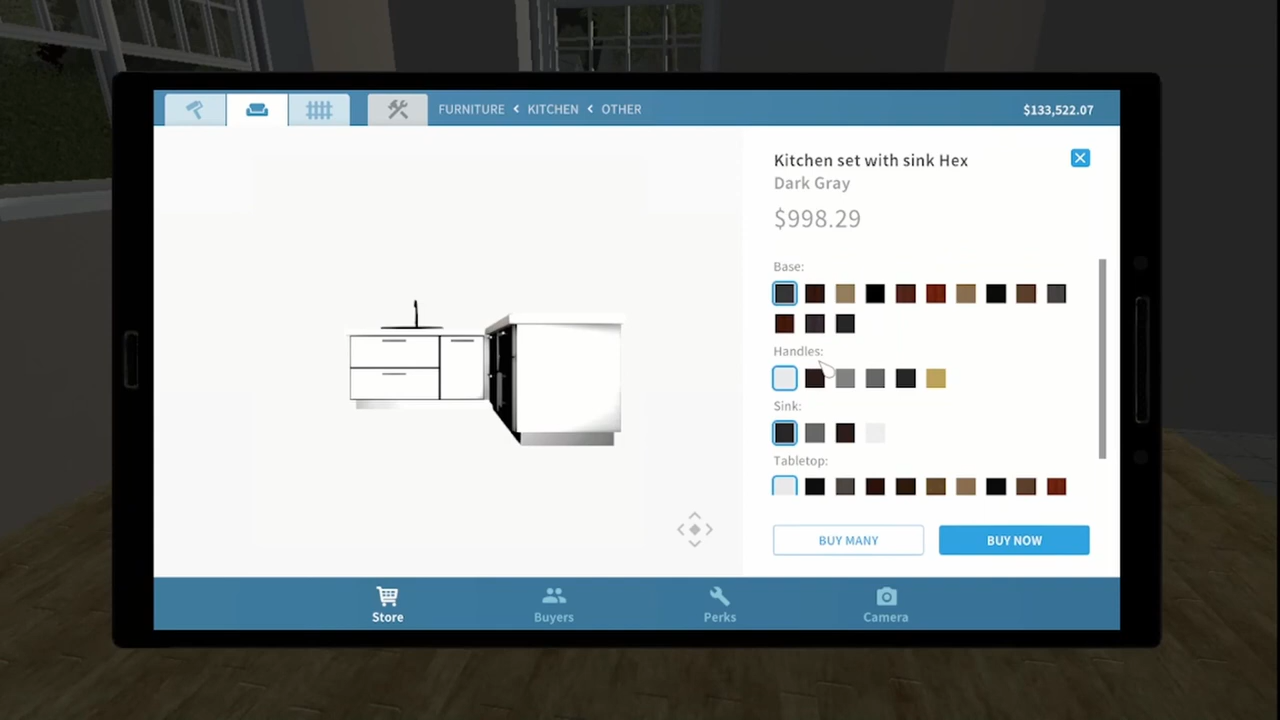 FURNITURE < KITCHEN < OTHER
$133,522.07
Kitchen set with sink Hex
Dark Gray
$998.29
Base:
Handles:
Sink:
Tabletop:
BUY MANY
BUY NOW
Store
Buyers
Perks
Camera